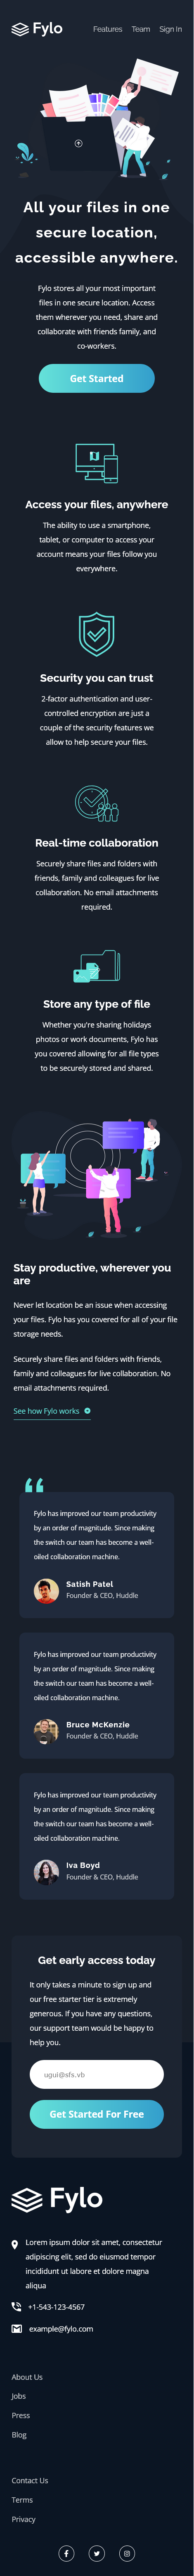 Fylo
Features Team Sign In
All your files in one
secure location,
accessible anywhere.
Fylo stores all your most important
files in one secure location. Access
them wherever you need, share and
collaborate with friends family, and
co-workers.
Get Started
Access your files, anywhere
The ability to use a smartphone,
tablet, or computer to access your
account means your files follow you
everywhere.
Security you can trust
2-factor authentication and user-
controlled encryption are just a
couple of the security features we
allow to help secure your files.
Real-time collaboration
Securely share files and folders with
friends, family and colleagues for live
collaboration. No email attachments
required.
Store any type of file
Whether you're sharing holidays
photos or work documents, Fylo has
you covered allowing for all file types
to be securely stored and shared.
Stay productive, wherever you
are
Never let location be an issue when accessing
your files. Fylo has you covered for all of your file
storage needs.
Securely share files and folders with friends,
family and colleagues for live collaboration. No
email attachments required.
See how Fylo works
Fylo has improved our team productivity
by an order of magnitude. Since making
the switch our team has become a well-
oiled collaboration machine.
Satish Patel
Founder & CEO, Huddle
Fylo has improved our team productivity
by an order of magnitude. Since making
the switch our team has become a well-
oiled collaboration machine.
Bruce McKenzie
Founder & CEO, Huddle
Fylo has improved our team productivity
by an order of magnitude. Since making
the switch our team has become a well-
oiled collaboration machine.
Iva Boyd
Founder & CEO, Huddle
Get early access today
It only takes a minute to sign up and
our free starter tier is extremely
generous. If you have any questions,
our support team would be happy to
help you.
ugui@sfs.vb
Get Started For Free
Fylo
Lorem ipsum dolor sit amet, consectetur
adipiscing elit, sed do eiusmod tempor
incididunt ut labore et dolore magna
aliqua
+1-543-123-4567
example@fylo.com
About Us
Jobs
Press
Blog
Contact Us
Terms
Privacy